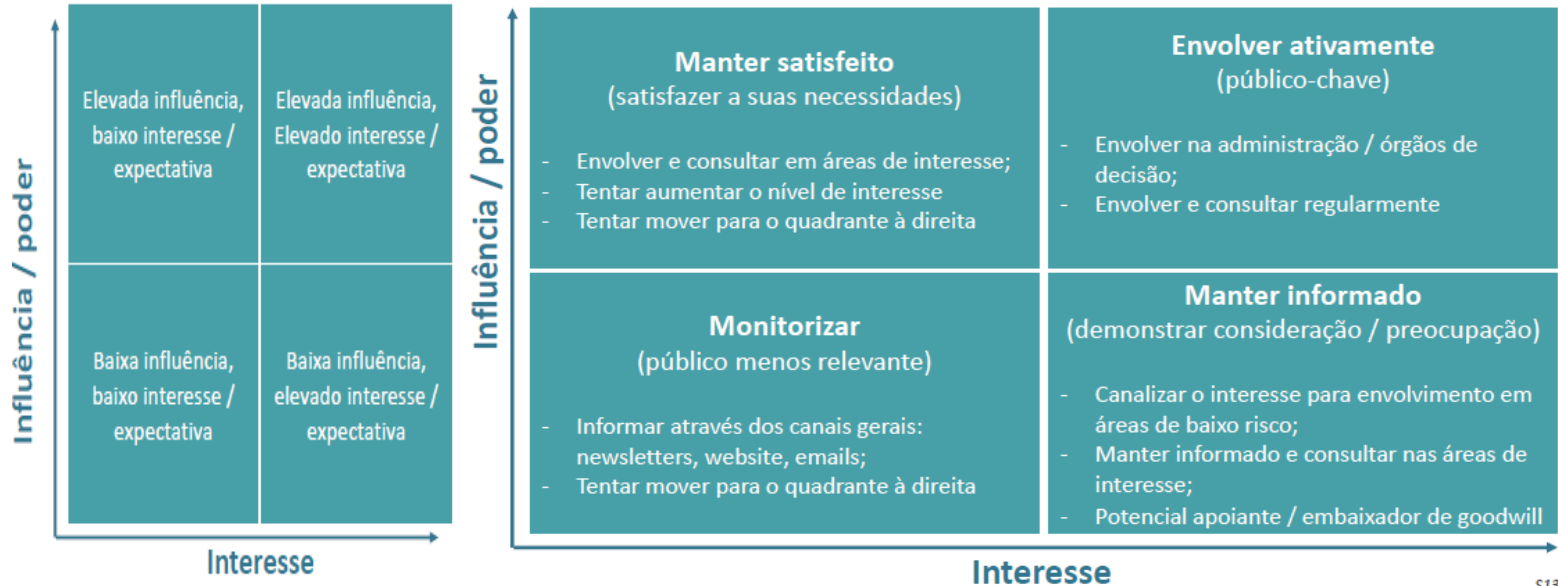 Influência / poder
Elevada influência,
baixo interesse /
expectativa
Elevada influência,
Elevado interesse /
expectativa
Baixa influência,
baixo interesse /
expectativa
Baixa influência,
elevado interesse /
expectativa
Interesse
Influência / poder
Manter satisfeito
(satisfazer a suas necessidades)
- Envolver e consultar em áreas de interesse;
- Tentar aumentar o nível de interesse
- Tentar mover para o quadrante à direita
Envolver ativamente
(público-chave)
- Envolver na administração / órgãos de
decisão;
- Envolver e consultar regularmente
Monitorizar
(público menos relevante)
- Informar através dos canais gerais:
newsletters, website, emails;
- Tentar mover para o quadrante à direita
Manter informado
(demonstrar consideração / preocupação)
- Canalizar o interesse para envolvimento em
áreas de baixo risco;
- Manter informado e consultar nas áreas de
interesse;
- Potencial apoiante / embaixador de goodwill
Interesse